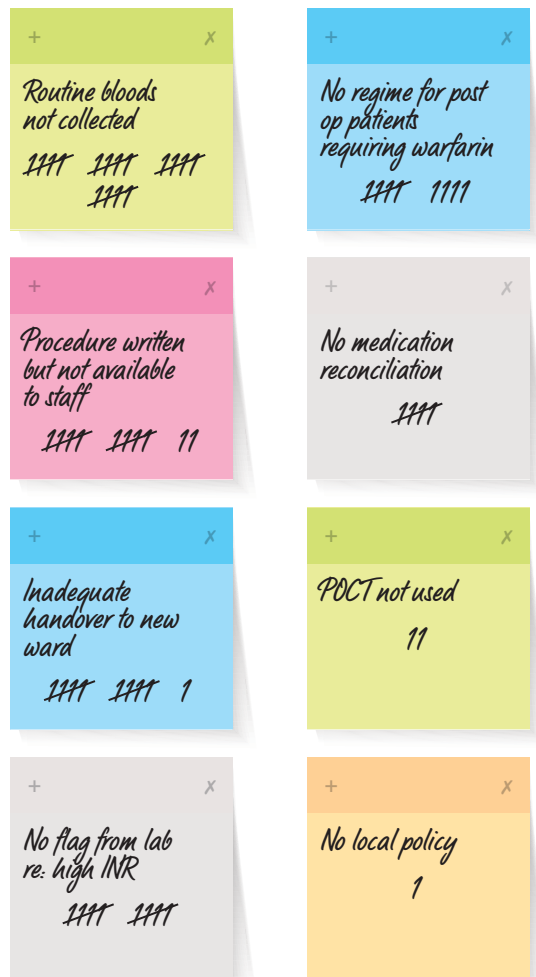 + ✗
Routine bloods
not collected
1111 1111 1111
1111
+ ✗
No regime for post
op patients
requiring warfarin
1111 1111
+ ✗
Procedure written
but not available
to staff
1111 1111 11
+ ✗
No medication
reconciliation
1111
+ ✗
Inadequate
handover to new
ward
1111 1111 1
+ ✗
POCT not used
11
+ ✗
No flag from lab
re: high INR
1111 1111
+ ✗
No local policy
1